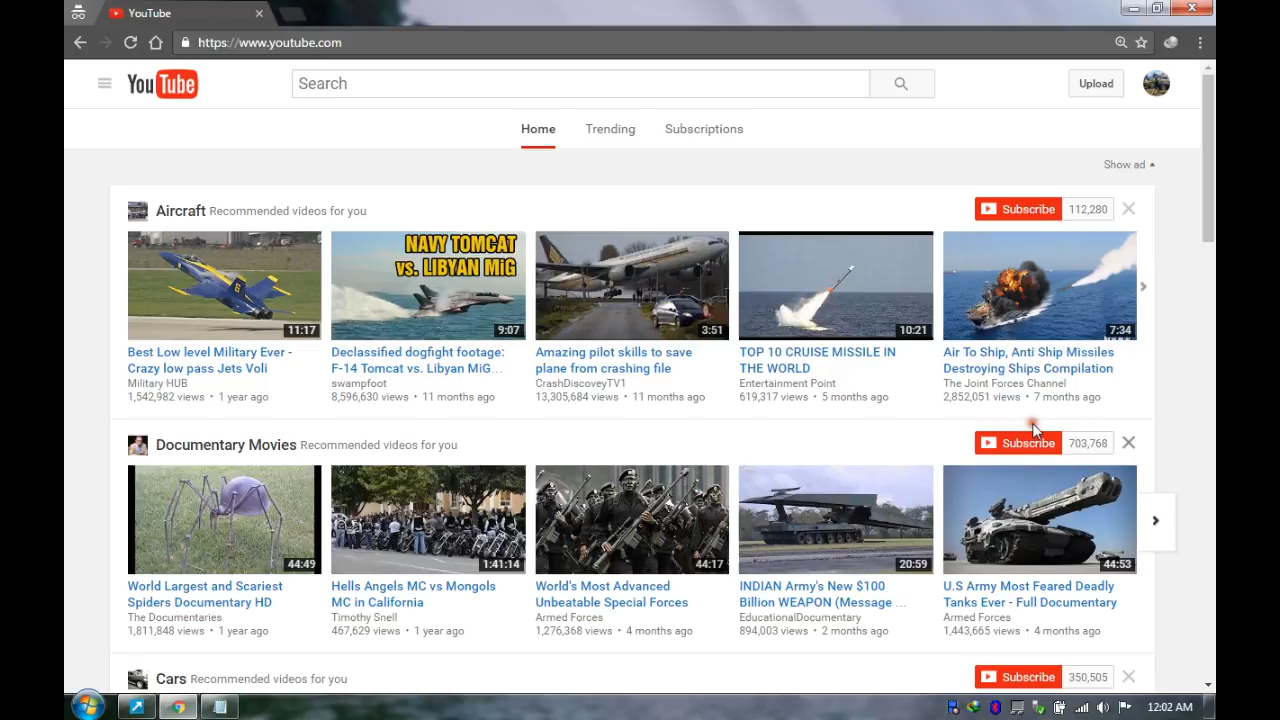 YouTube
https://www.youtube.com
YouTube
Search
Upload
Home Trending Subscriptions
Show ad
Aircraft Recommended videos for you
Subscribe 112,280
NAVY TOMCAT
vs. LIBYAN MiG
11:17
9:07
3:51
10:21
7:34
Best Low level Military Ever -
Crazy low pass Jets Voli
Military HUB
1,542,982 views • 1 year ago
Declassified dogfight footage:
F-14 Tomcat vs. Libyan MiG...
swampfoot
8,596,630 views • 11 months ago
Amazing pilot skills to save
plane from crashing file
CrashDiscoveyTV1
13,305,684 views • 11 months ago
TOP 10 CRUISE MISSILE IN
THE WORLD
Entertainment Point
619,317 views • 5 months ago
Air To Ship, Anti Ship Missiles
Destroying Ships Compilation
The Joint Forces Channel
2,852,051 views • 7 months ago
Documentary Movies Recommended videos for you
Subscribe 703,768
44:49
1:41:14
44:17
20:59
44:53
World Largest and Scariest
Spiders Documentary HD
The Documentaries
1,811,848 views • 1 year ago
Hells Angels MC vs Mongols
MC in California
Timothy Snell
467,629 views • 1 year ago
World's Most Advanced
Unbeatable Special Forces
Armed Forces
1,276,368 views • 4 months ago
INDIAN Army's New $100
Billion WEAPON (Message ...
EducationalDocumentary
894,003 views • 2 months ago
U.S Army Most Feared Deadly
Tanks Ever - Full Documentary
Armed Forces
1,443,665 views • 4 months ago
Cars Recommended videos for you
Subscribe 350,505
12:02 AM